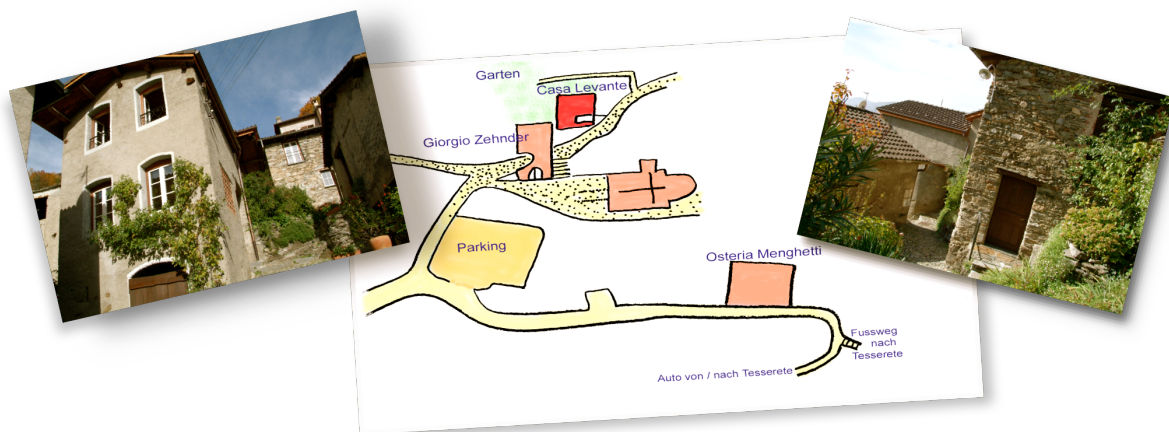 Garten
Casa Levante
Giorgio Zehnder
Parking
Osteria Menghetti
Fussweg
nach
Tesserete
Auto von / nach Tesserete